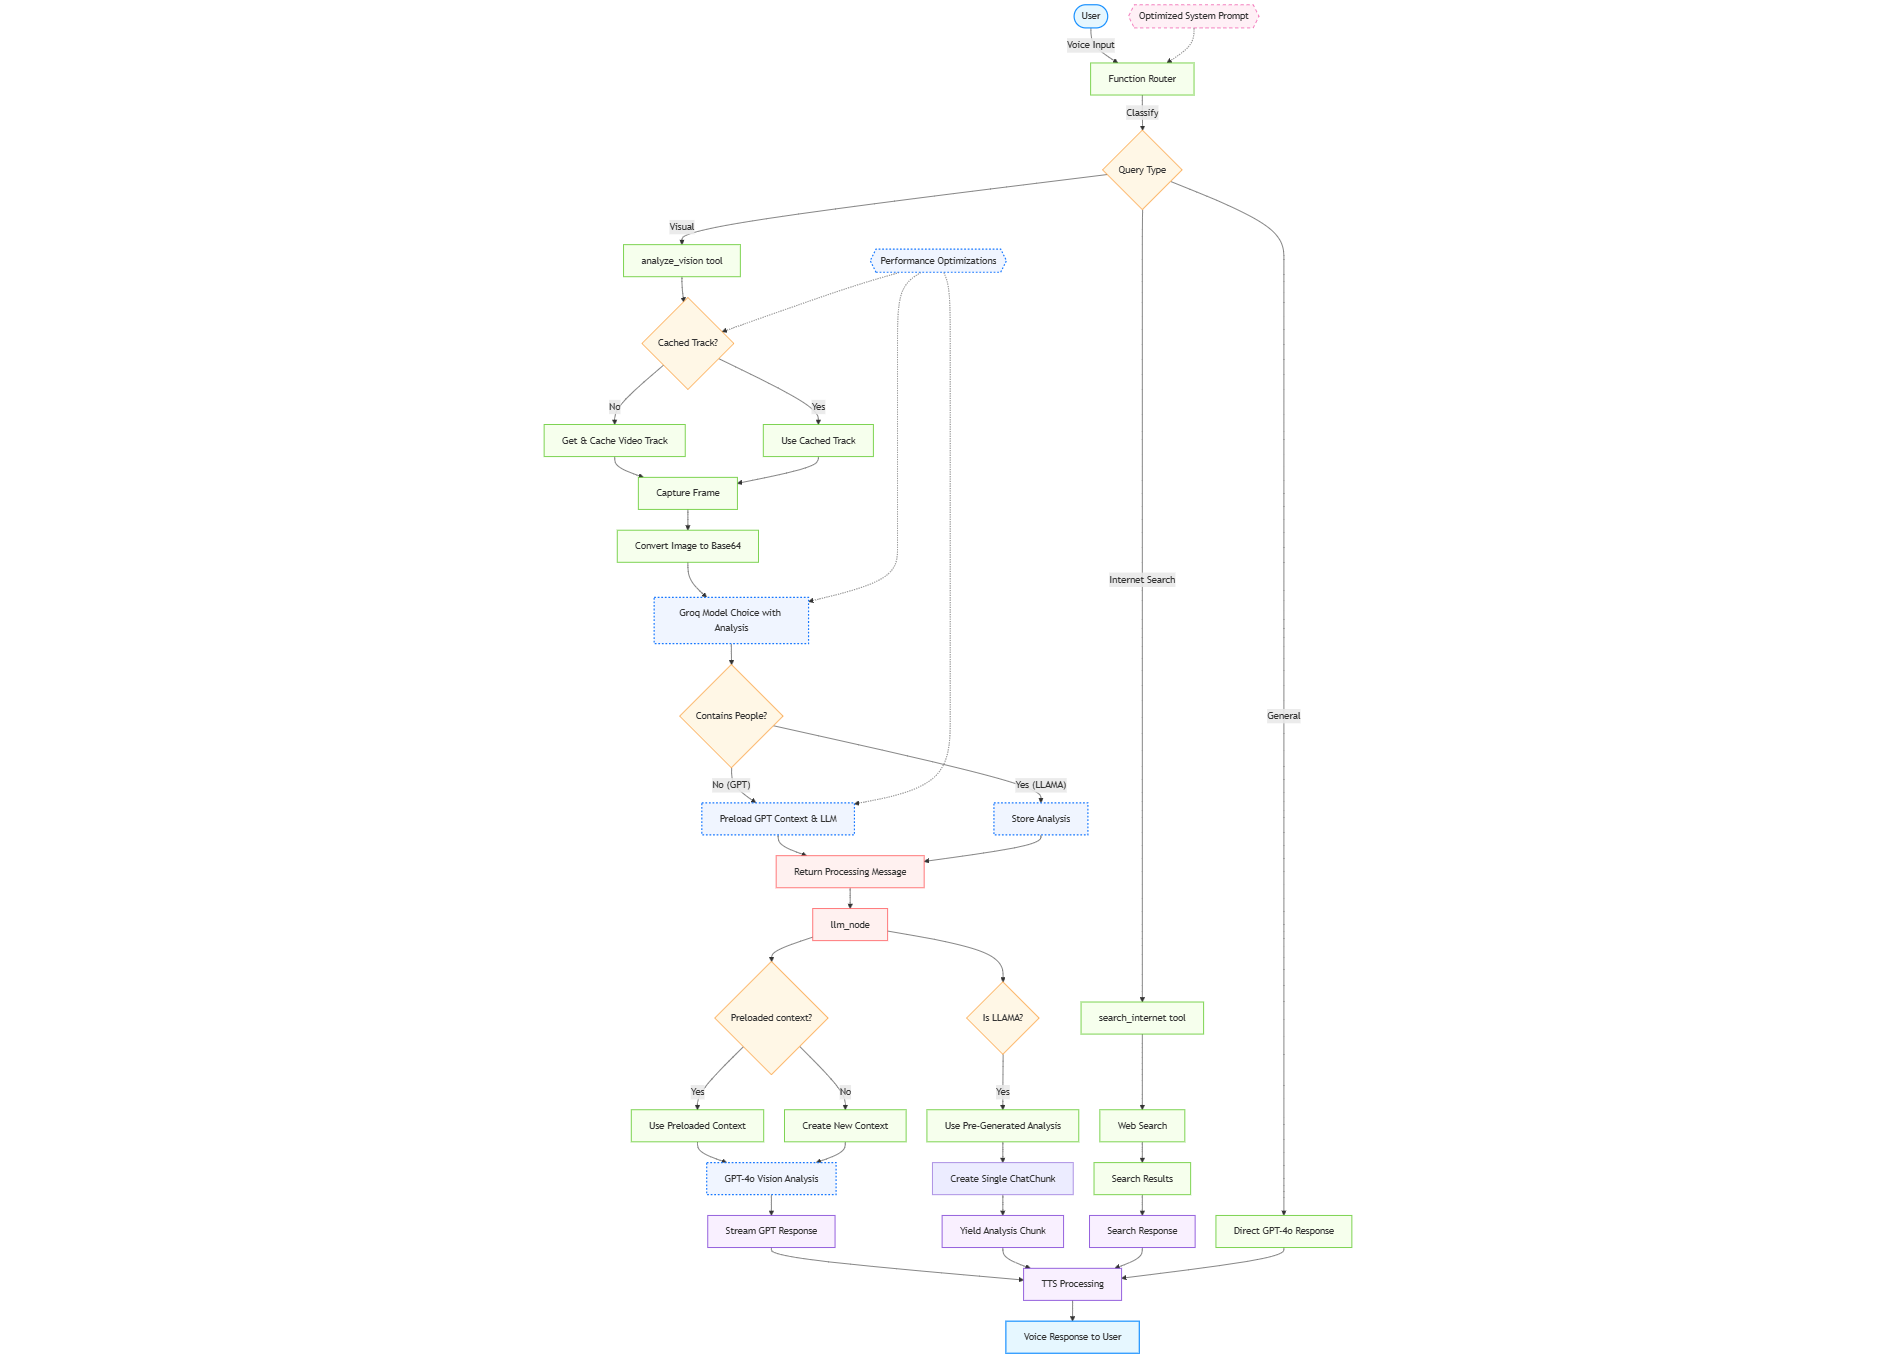 User
Optimized System Prompt
Voice Input
Function Router
Classify
Query Type
Visual
analyze_vision tool
Performance Optimizations
Cached Track?
No
Yes
Get & Cache Video Track
Use Cached Track
Capture Frame
Convert Image to Base64
Internet Search
Groq Model Choice with
Analysis
Contains People?
General
No (GPT)
Yes (LLAMA)
Preload GPT Context & LLM
Store Analysis
Return Processing Message
llm_node
Preloaded context?
Is LLAMA?
search_internet tool
Yes
No
Yes
Use Preloaded Context
Create New Context
Use Pre-Generated Analysis
Web Search
GPT-4o Vision Analysis
Create Single ChatChunk
Search Results
Stream GPT Response
Yield Analysis Chunk
Search Response
Direct GPT-4o Response
TTS Processing
Voice Response to User